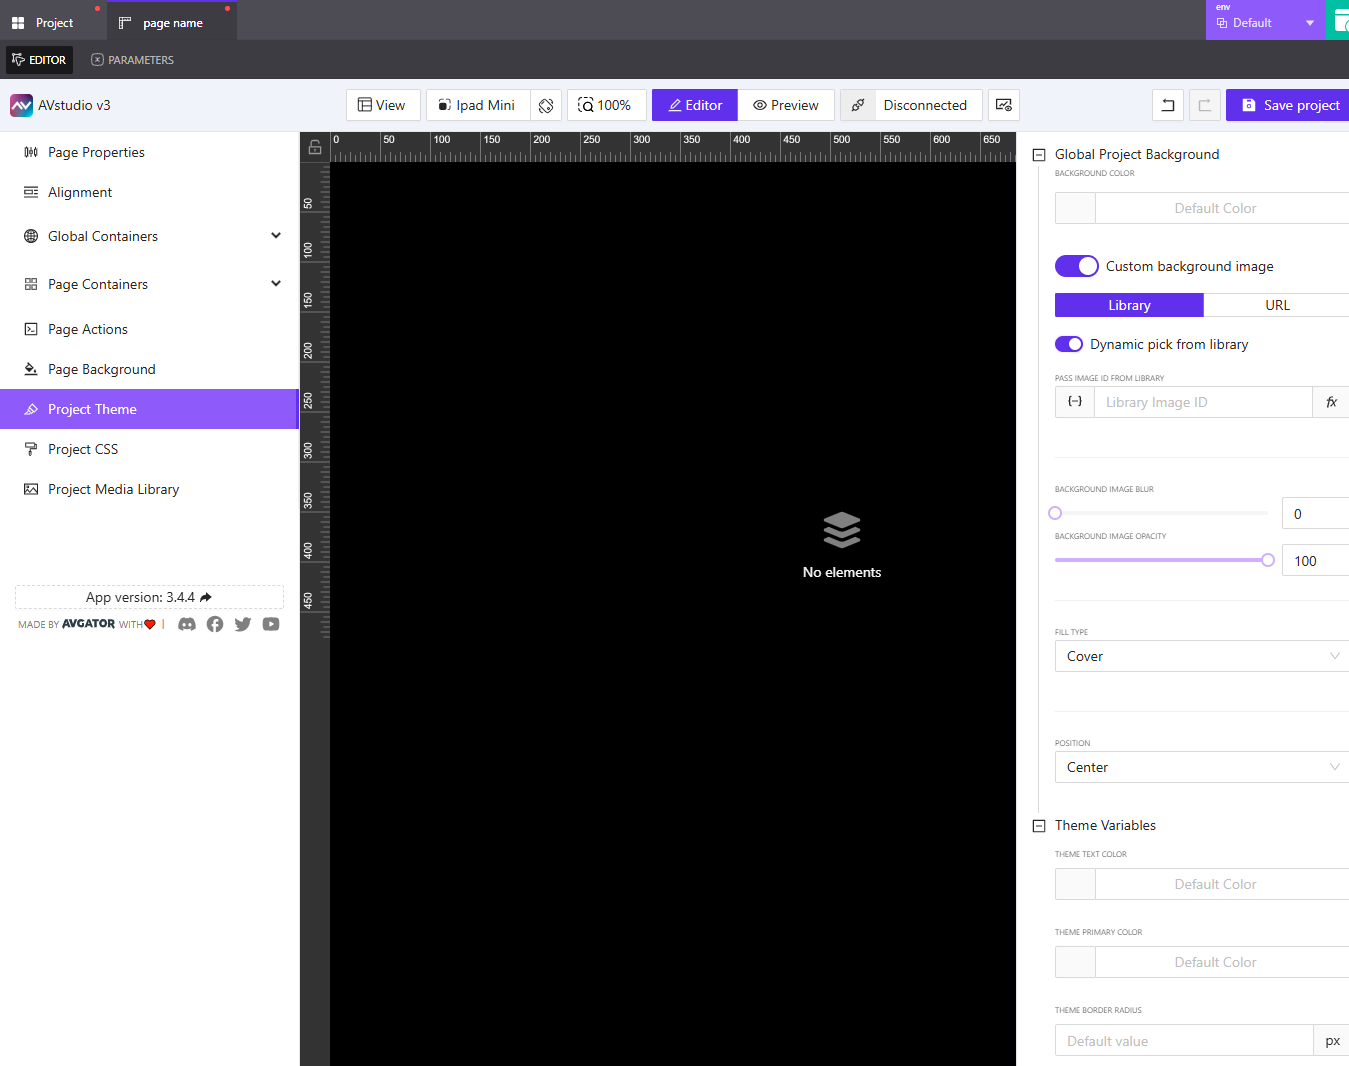 Project
page name
env
Default
EDITOR
PARAMETERS
AVstudio v3
View
Ipad Mini
100%
Editor
Preview
Disconnected
Save project
Page Properties
Alignment
Global Containers
Page Containers
Page Actions
Page Background
Project Theme
Project CSS
Project Media Library
App version: 3.4.4
MADE BY AVGATOR WITH
0 50 100 150 200 250 300 350 400 450 500 550 600 650
50
100
150
200
250
300
350
400
450
No elements
Global Project Background
BACKGROUND COLOR
Default Color
Custom background image
Library
URL
Dynamic pick from library
PASS IMAGE ID FROM LIBRARY
{--}
Library Image ID
fx
BACKGROUND IMAGE BLUR
0
BACKGROUND IMAGE OPACITY
100
FILL TYPE
Cover
POSITION
Center
Theme Variables
THEME TEXT COLOR
Default Color
THEME PRIMARY COLOR
Default Color
THEME BORDER RADIUS
Default value
px